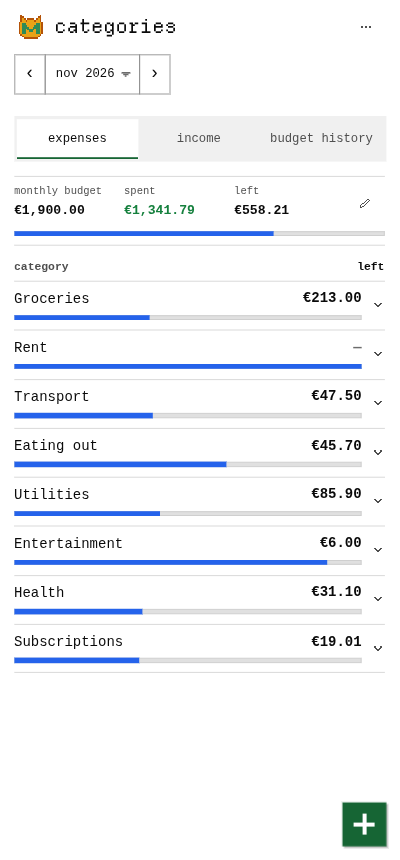 categories
nov 2026
expenses income budget history
monthly budget spent left
€1,900.00 €1,341.79 €558.21
category left
Groceries €213.00
Rent —
Transport €47.50
Eating out €45.70
Utilities €85.90
Entertainment €6.00
Health €31.10
Subscriptions €19.01